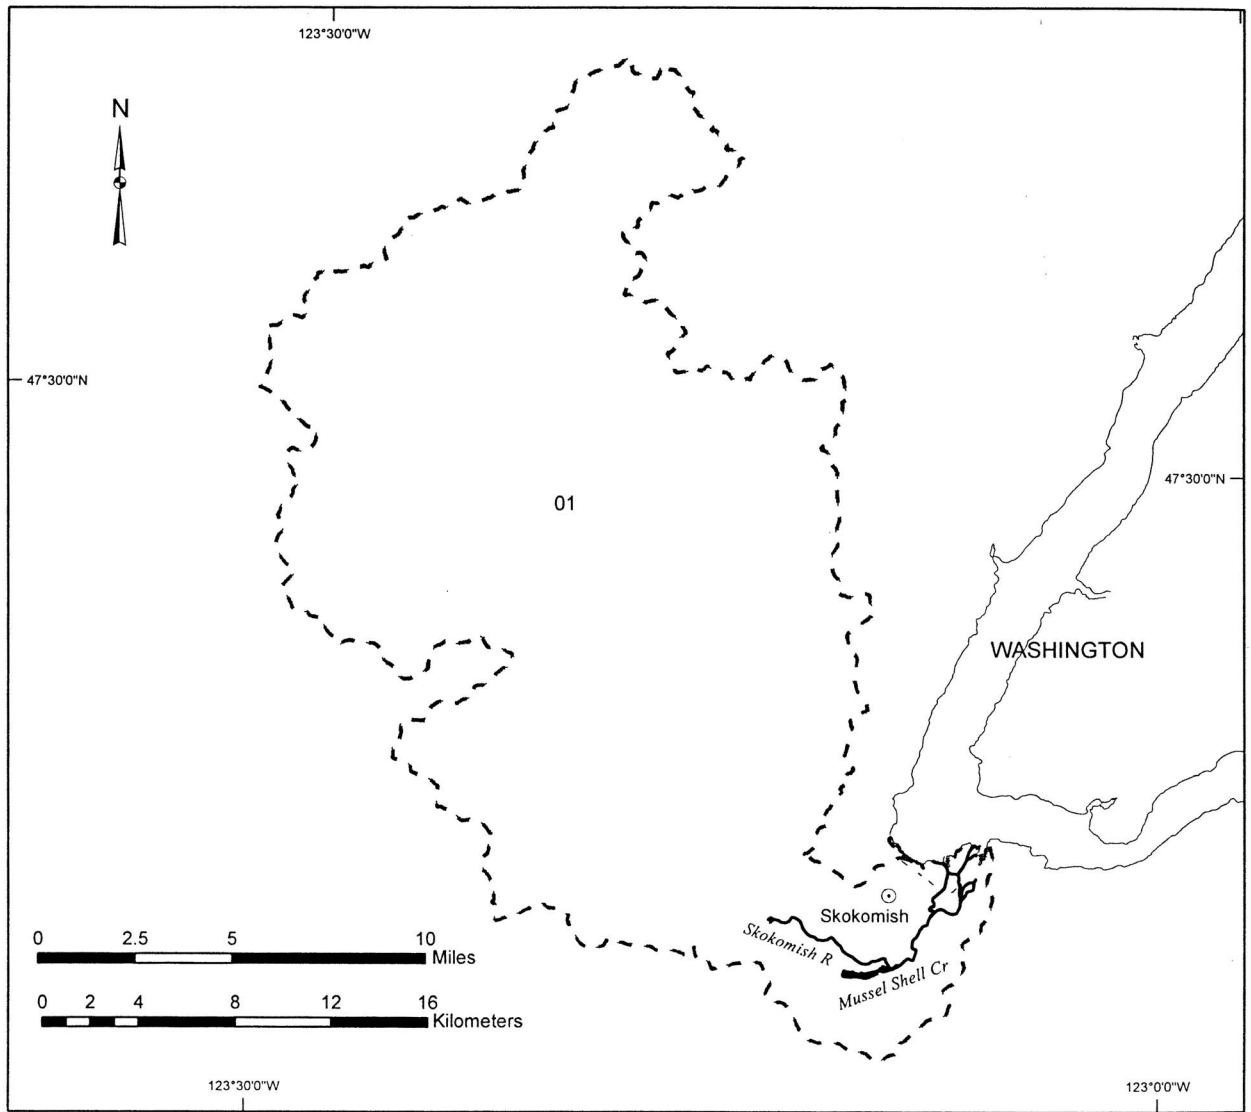 123°30'0"W
N
47°30'0"N
47°30'0"N
01
WASHINGTON
Skokomish
Skokomish R
Mussel Shell Cr
0 2.5 5 10
Miles
0 2 4 8 12 16
Kilometers
123°30'0"W
123°0'0"W